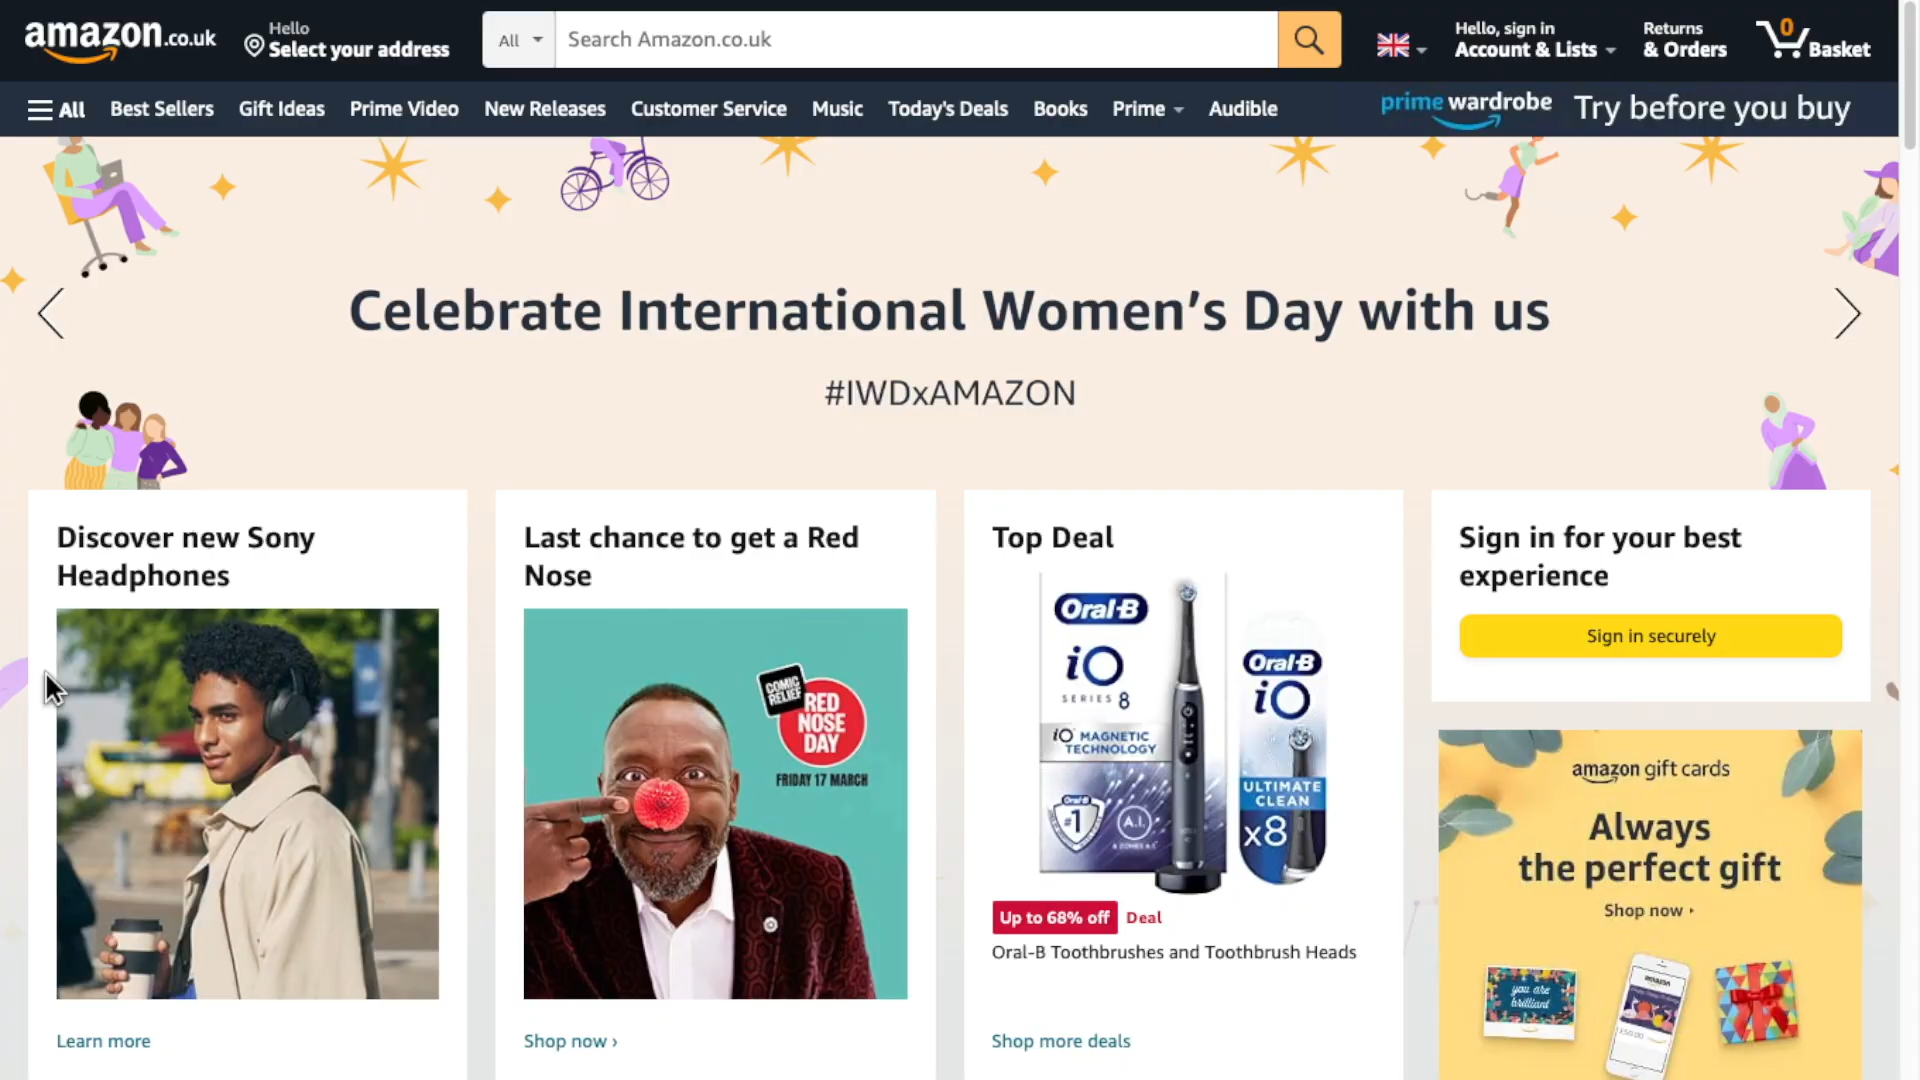 amazon.co.uk
Hello
Select your address
All
Search Amazon.co.uk
Hello, sign in
Account & Lists
Returns
& Orders
0
Basket
All
Best Sellers
Gift Ideas
Prime Video
New Releases
Customer Service
Music
Today's Deals
Books
Prime
Audible
prime wardrobe
Try before you buy
Celebrate International Women’s Day with us
#IWDxAMAZON
Discover new Sony
Headphones
Learn more
Last chance to get a Red
Nose
COMIC
RELIEF
RED
NOSE
DAY
FRIDAY 17 MARCH
Shop now ›
Top Deal
Oral-B
iO
SERIES 8
iO MAGNETIC
TECHNOLOGY
Oral-B
#1
A.I.
Oral-B
iO
ULTIMATE
CLEAN
x8
Up to 68% off
Deal
Oral-B Toothbrushes and Toothbrush Heads
Shop more deals
Sign in for your best
experience
Sign in securely
amazon gift cards
Always
the perfect gift
Shop now
you are
brilliant
amazon